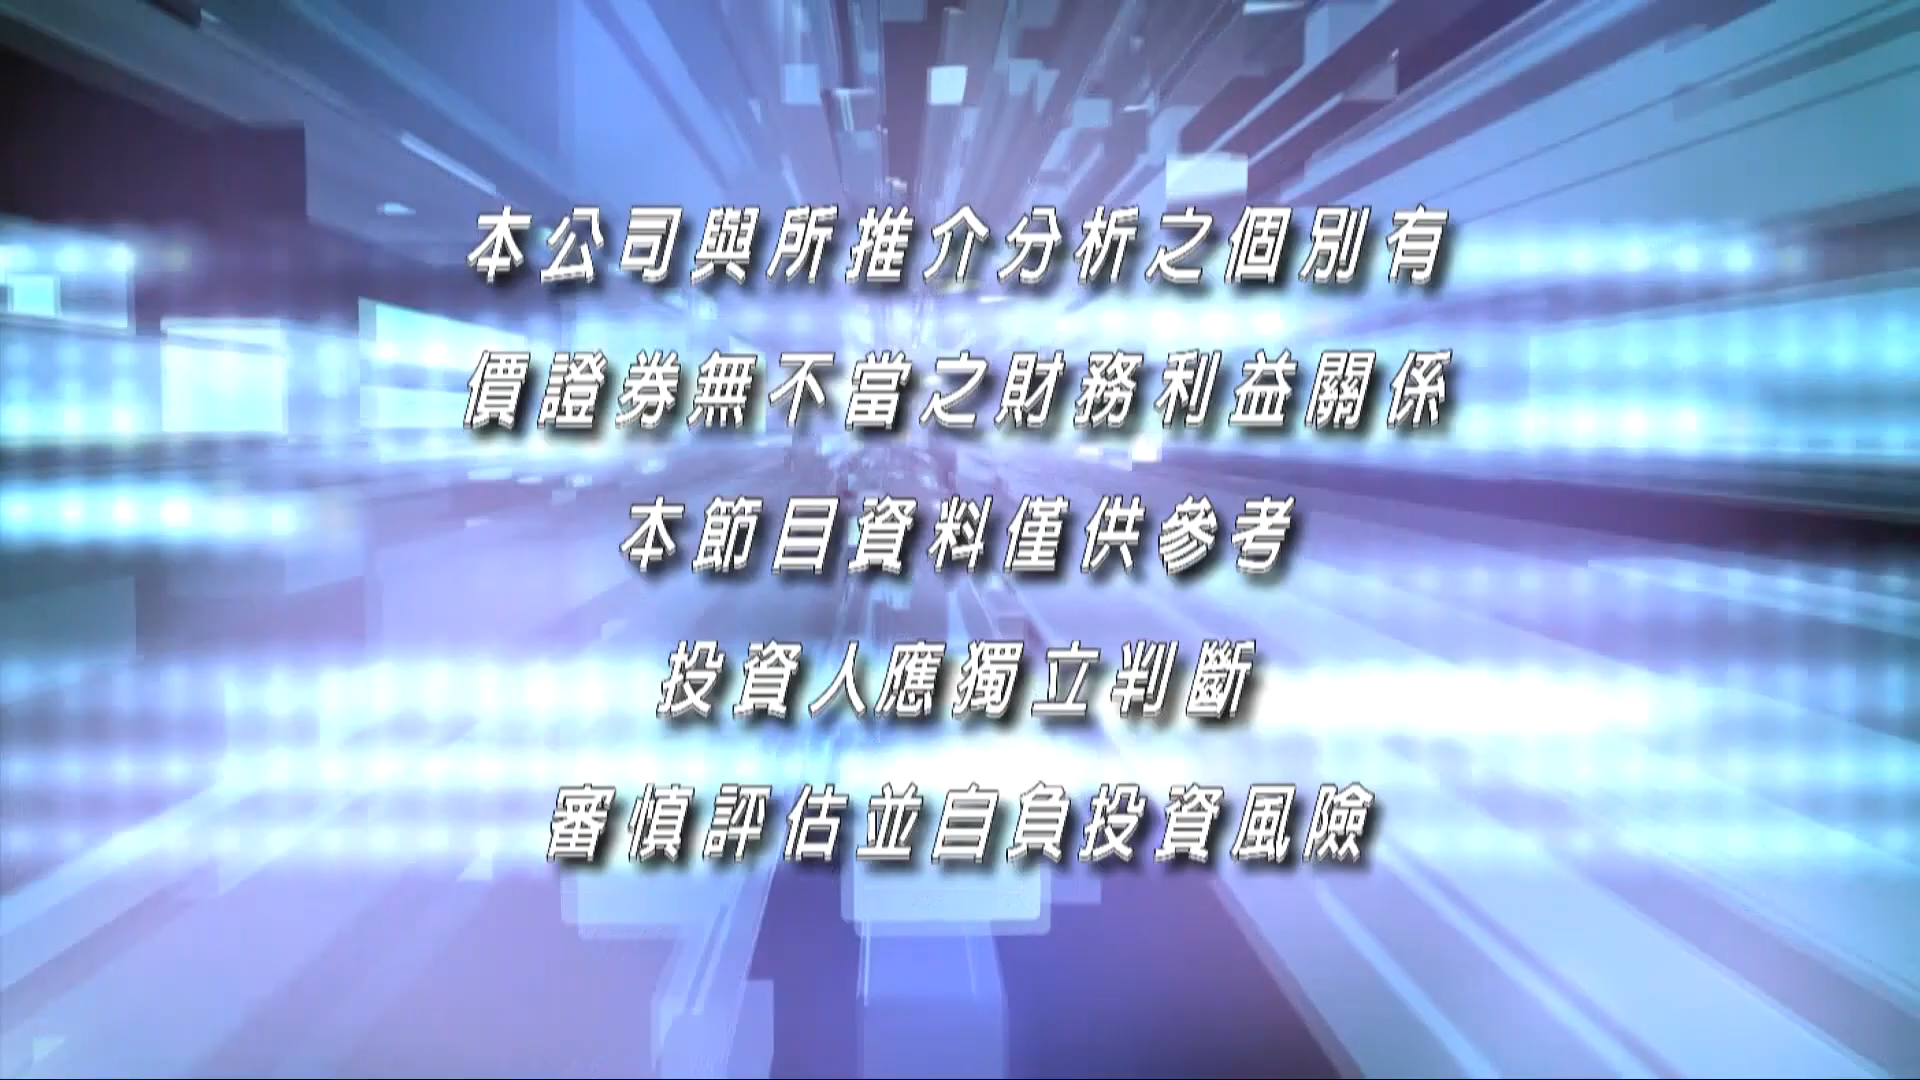 本公司與所推介分析之個別有
價證券無不當之財務利益關係
本節目資料僅供參考
投資人應獨立判斷
審慎評估並自負投資風險